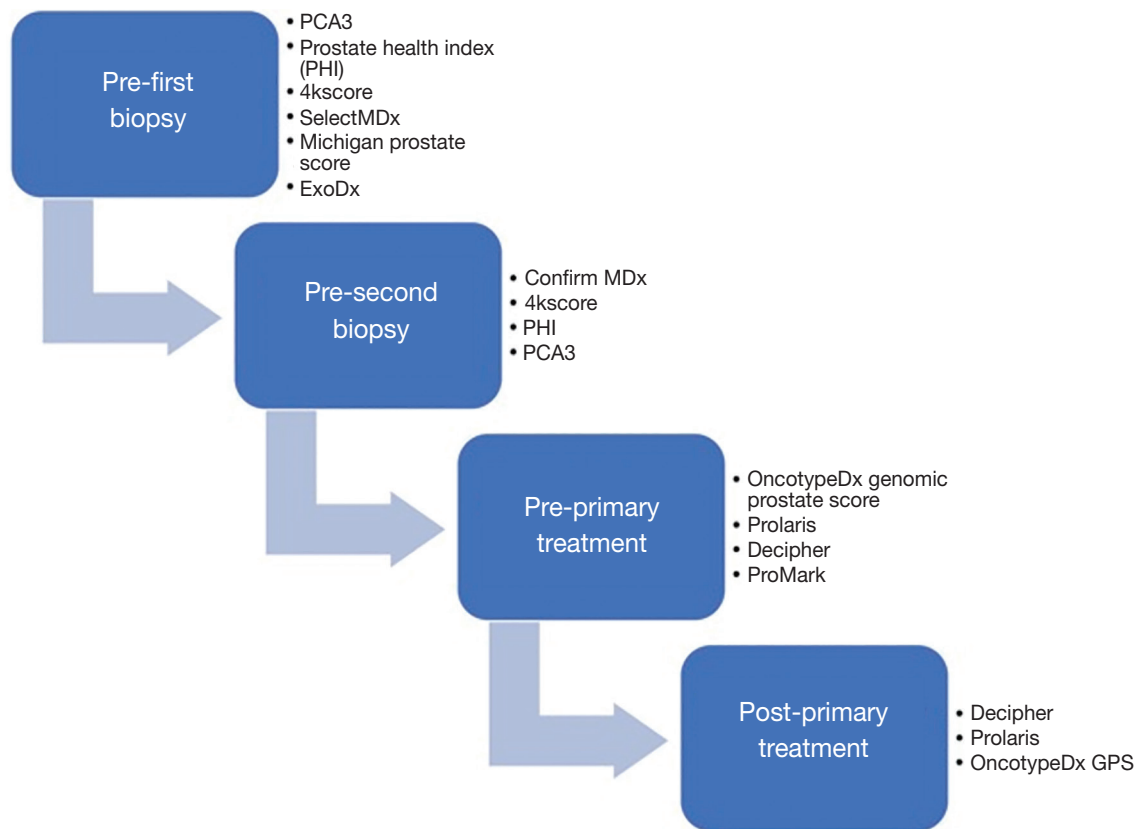 Pre-first
biopsy
• PCA3
• Prostate health index
(PHI)
• 4kscore
• SelectMDx
• Michigan prostate
score
• ExoDx
Pre-second
biopsy
• Confirm MDx
• 4kscore
• PHI
• PCA3
Pre-primary
treatment
• OncotypeDx genomic
prostate score
• Prolaris
• Decipher
• ProMark
Post-primary
treatment
• Decipher
• Prolaris
• OncotypeDx GPS